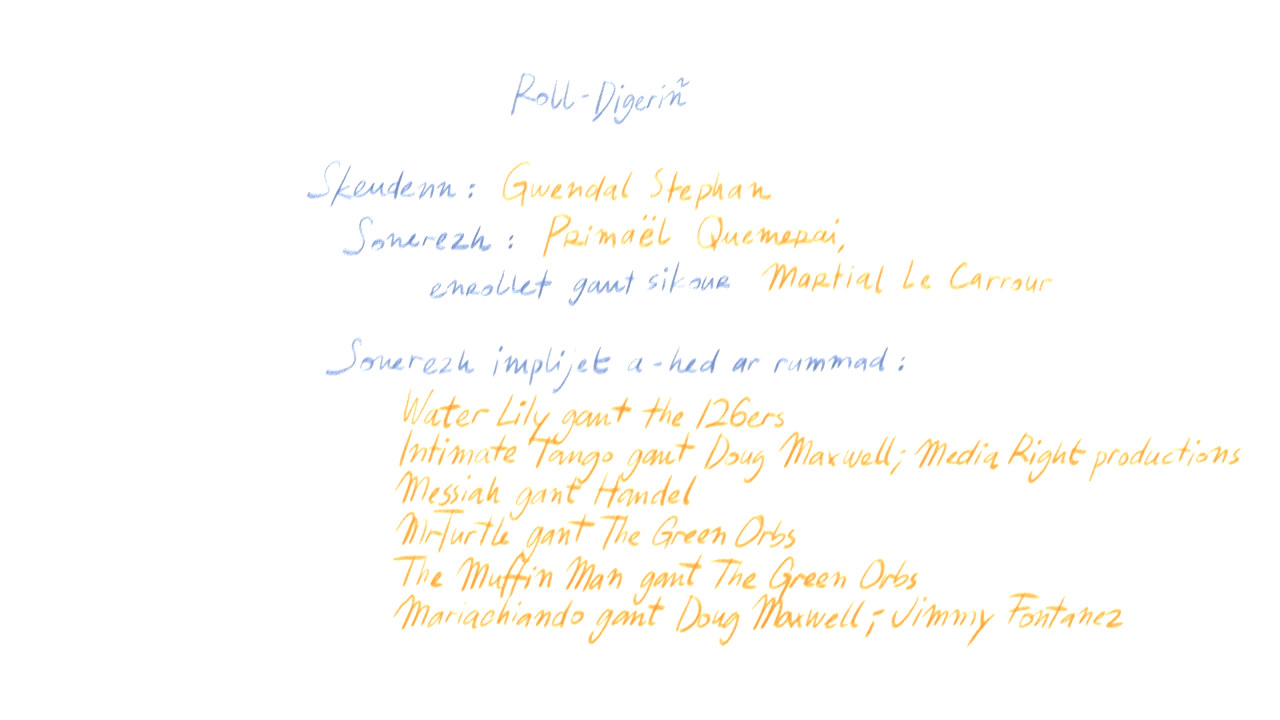 Roll-Digeriñ
Skeudenn : Gwendal Stephan
Sonerezh : Primaël Quemerai,
enrollet gant sikour Martial Le Carrour
Sonerezh implijet a-hed ar rummad :
Water Lily gant the 126ers
Intimate Tango gant Doug Maxwell; Media Right productions
Messiah gant Handel
MrTurtle gant The Green Orbs
The Muffin Man gant The Green Orbs
Mariachiando gant Doug Maxwell; Jimmy Fontanez